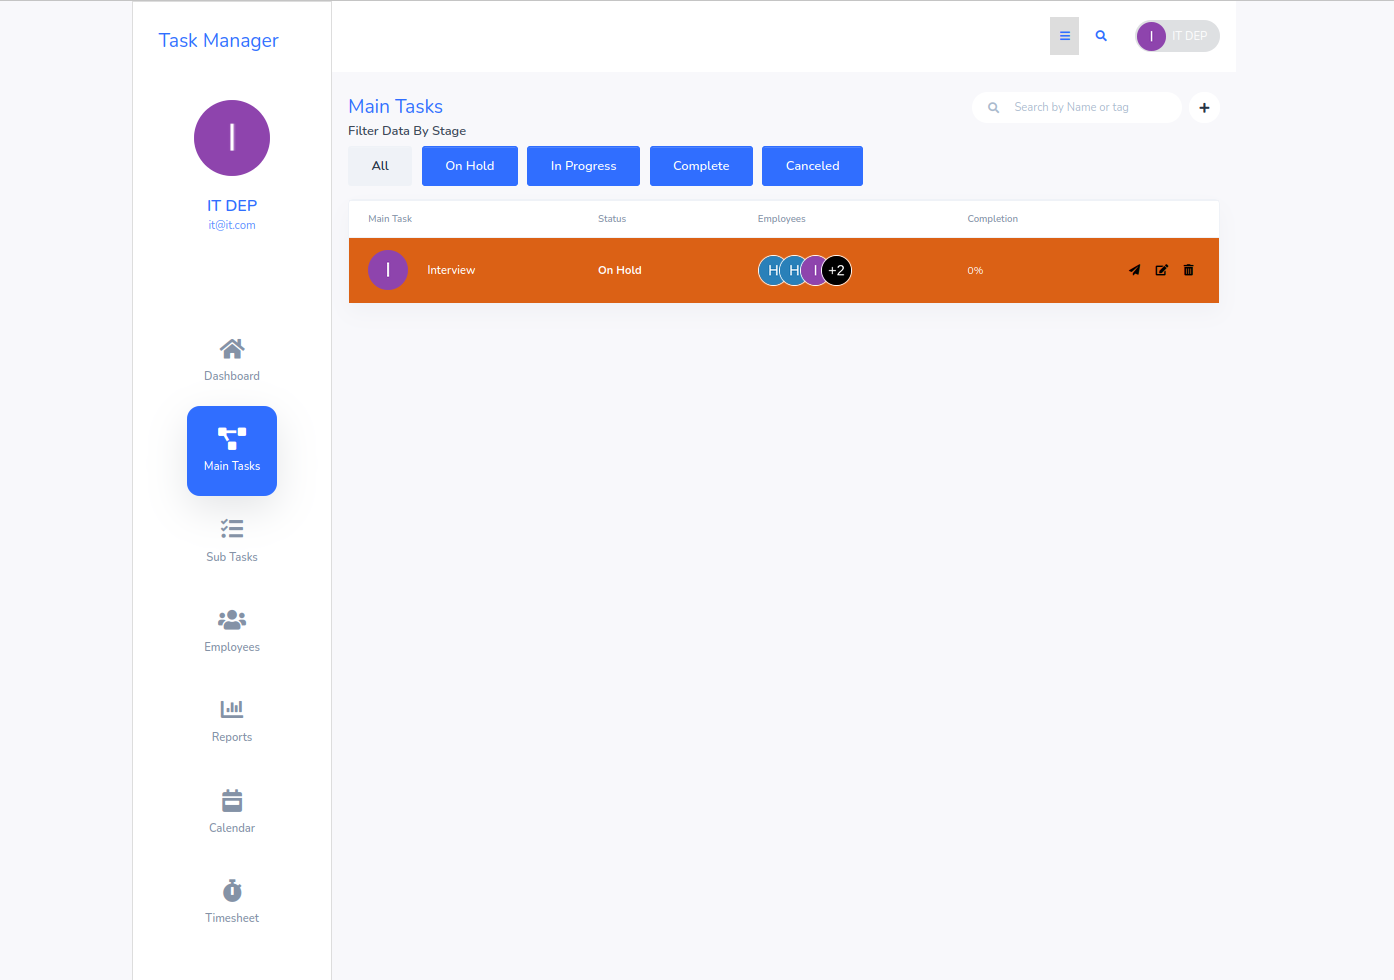 Task Manager
I
IT DEP
it@it.com
Dashboard
Main Tasks
Sub Tasks
Employees
Reports
Calendar
Timesheet
I IT DEP
Main Tasks
Search by Name or tag
Filter Data By Stage
All On Hold In Progress Complete Canceled
Main Task Status Employees Completion
I Interview On Hold H H I +2 0%